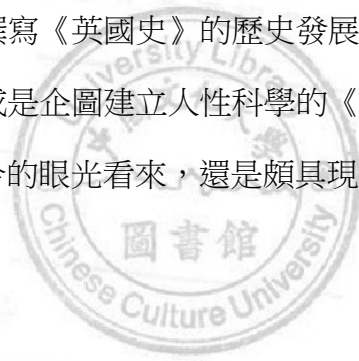 撰寫《英國史》的歷史發展
或是企圖建立人性科學的《
今的眼光看來，還是頗具現
圖書館
Chinese Culture University